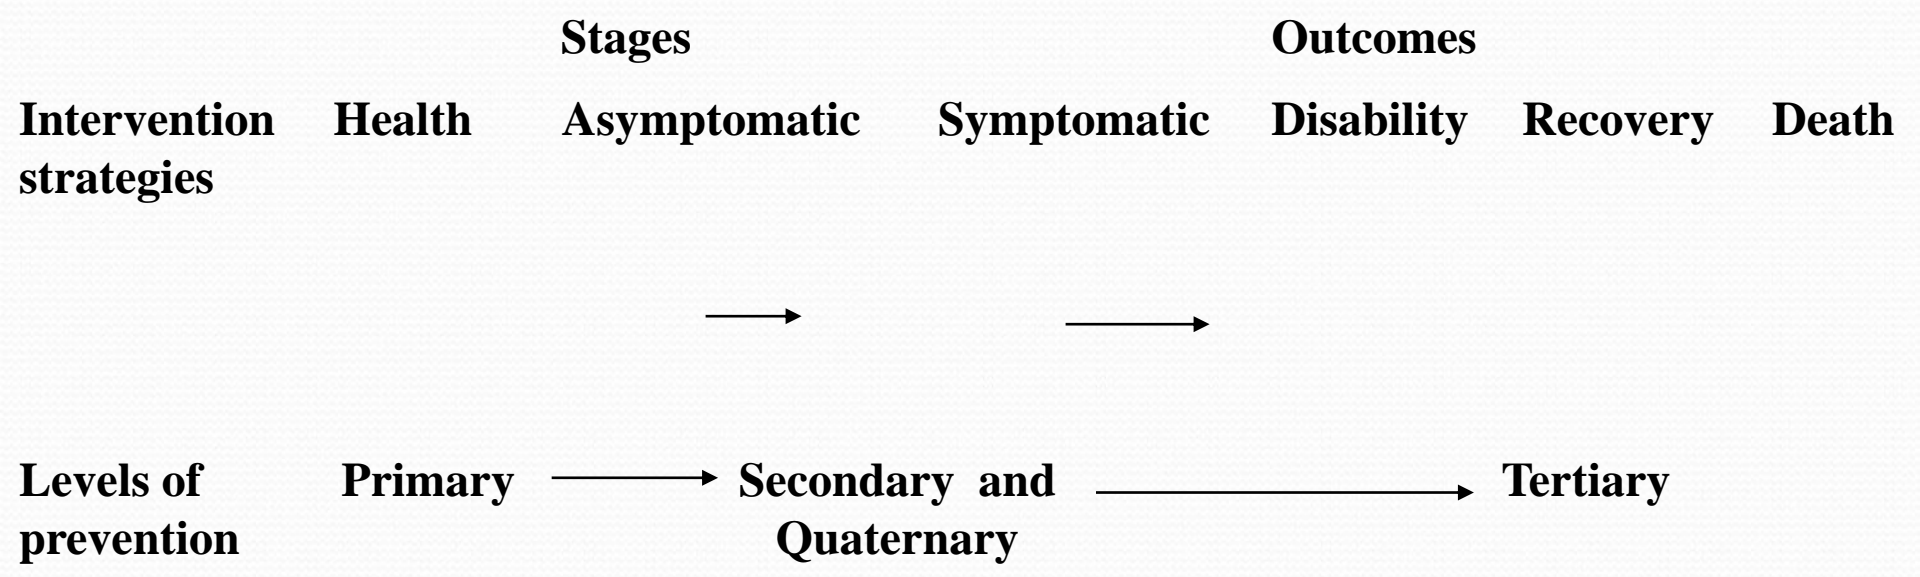 Stages Outcomes
Intervention Health Asymptomatic Symptomatic Disability Recovery Death
strategies
Levels of Primary Secondary and Tertiary
prevention Quaternary